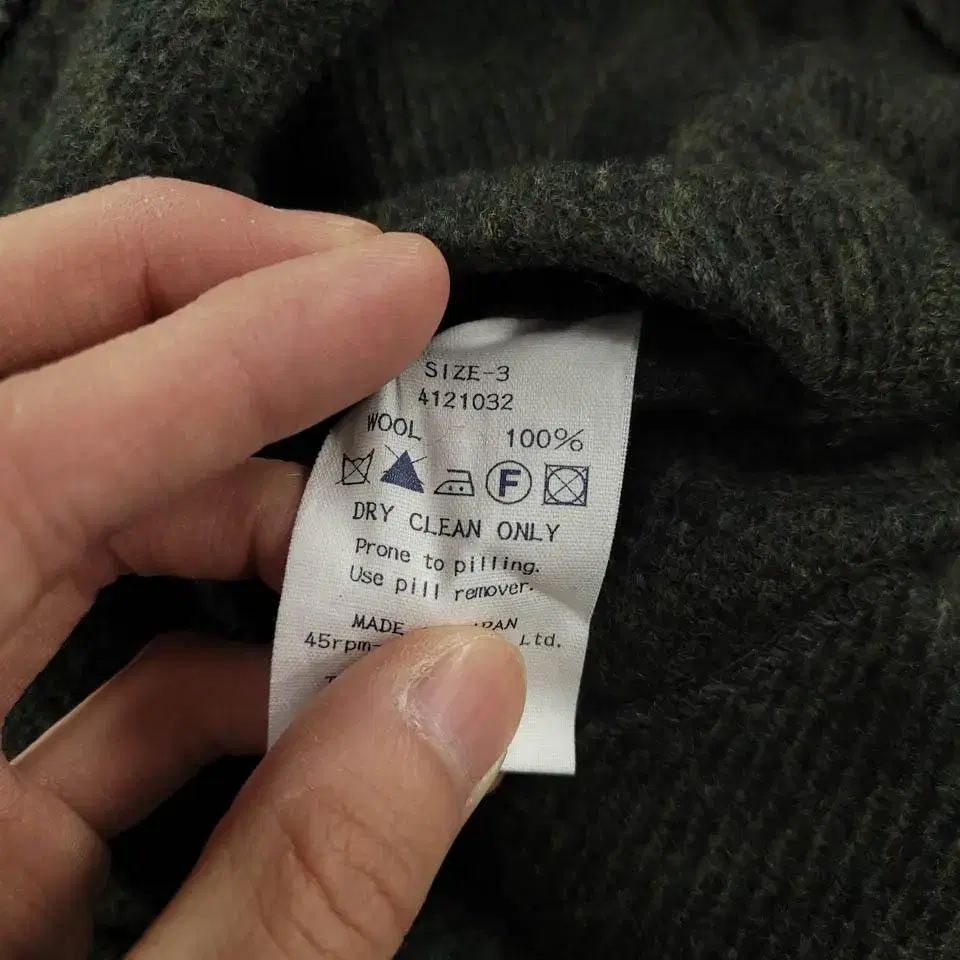 SIZE-3
4121032
WOOL 100%
F
DRY CLEAN ONLY
Prone to pilling.
Use pill remover.
MADE
45rpm- Ltd.